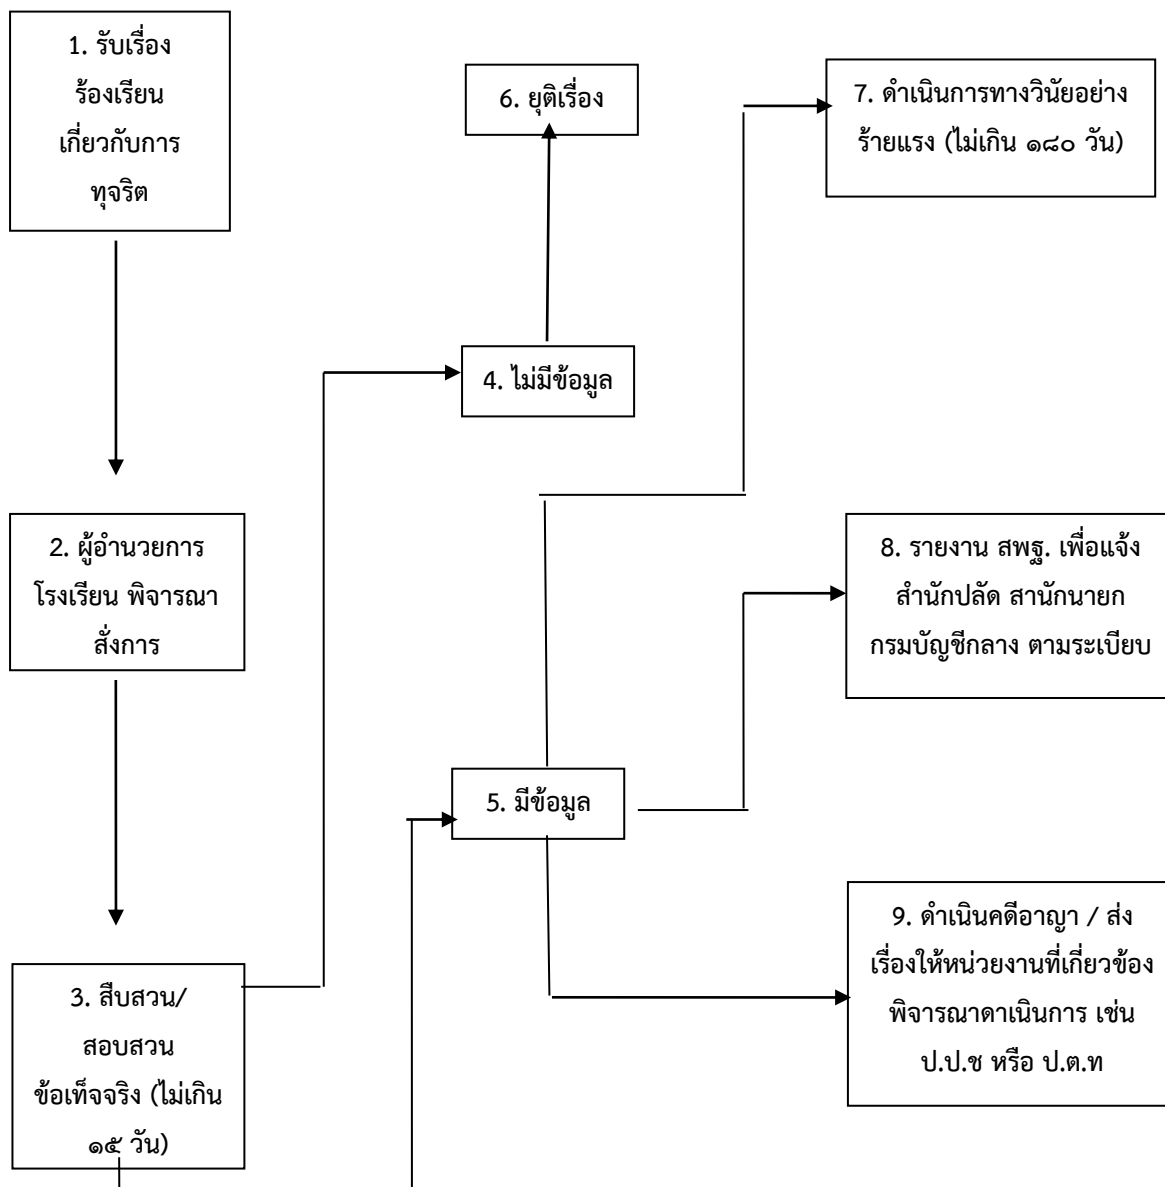 1. รับเรื่อง
ร้องเรียน
เกี่ยวกับการ
ทุจริต
2. ผู้อำนวยการ
โรงเรียน พิจารณา
สั่งการ
3. สืบสวน/
สอบสวน
ข้อเท็จจริง (ไม่เกิน
๑๕ วัน)
4. ไม่มีข้อมูล
5. มีข้อมูล
6. ยุติเรื่อง
7. ดำเนินการทางวินัยอย่าง
ร้ายแรง (ไม่เกิน ๑๘๐ วัน)
8. รายงาน สพฐ. เพื่อแจ้ง
สำนักปลัด สานักนายก
กรมบัญชีกลาง ตามระเบียบ
9. ดำเนินคดีอาญา / ส่ง
เรื่องให้หน่วยงานที่เกี่ยวข้อง
พิจารณาดาเนินการ เช่น
ป.ป.ช หรือ ป.ต.ท